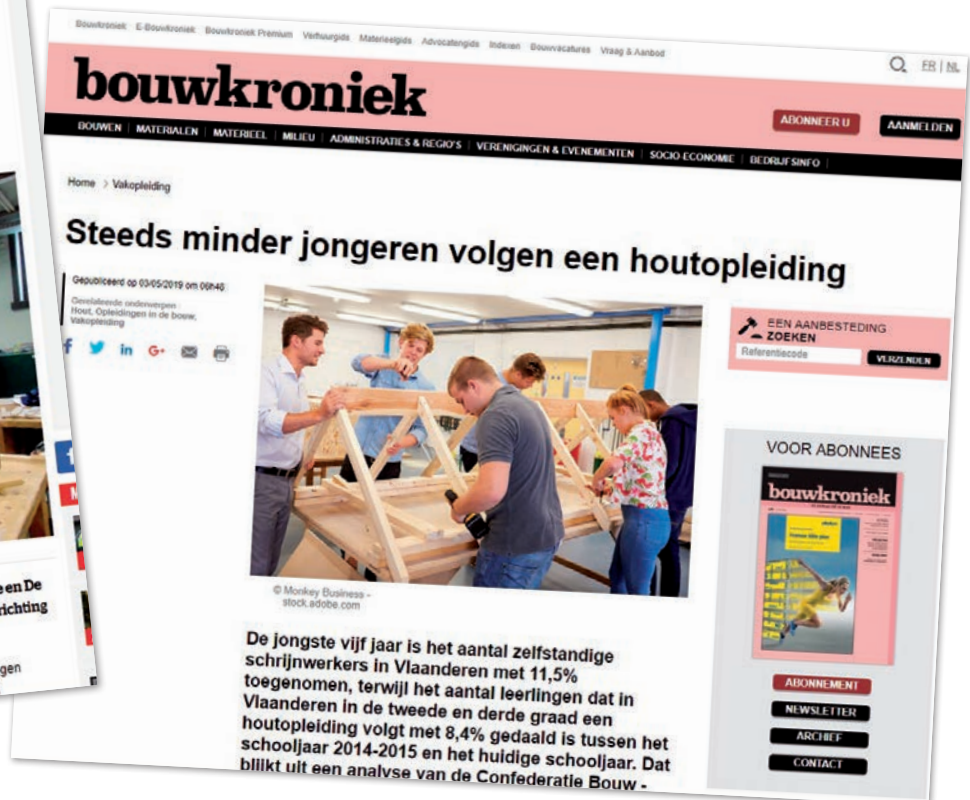 Bouwkroniek E-Bouwkroniek Bouwkroniek Premium Verhuurgids Materieelgids Advocatengids Indexen Bouwvacatures Vraag & Aanbod
FR | NL
bouwkroniek
ABONNEER U
AANMELDEN
BOUWEN | MATERIALEN | MATERIEEL | MILIEU | ADMINISTRATIES & REGIO'S | VERENIGINGEN & EVENEMENTEN | SOCIO-ECONOMIE | BEDRIJFSINFO
Home > Vakopleiding
Steeds minder jongeren volgen een houtopleiding
Gepubliceerd op 03/05/2019 om 06h46
Gerelateerde onderwerpen
Hout, Opleidingen in de bouw,
Vakopleiding
EEN AANBESTEDING
ZOEKEN
Referentiecode
VERZENDEN
VOOR ABONNEES
bouwkroniek
ABONNEMENT
NEWSLETTER
ARCHIEF
CONTACT
© Monkey Business -
stock.adobe.com
De jongste vijf jaar is het aantal zelfstandige
schrijnwerkers in Vlaanderen met 11,5%
toegenomen, terwijl het aantal leerlingen dat in
Vlaanderen in de tweede en derde graad een
houtopleiding volgt met 8,4% gedaald is tussen het
schooljaar 2014-2015 en het huidige schooljaar. Dat
blijkt uit een analyse van de Confederatie Bouw -
en De
richting
gen